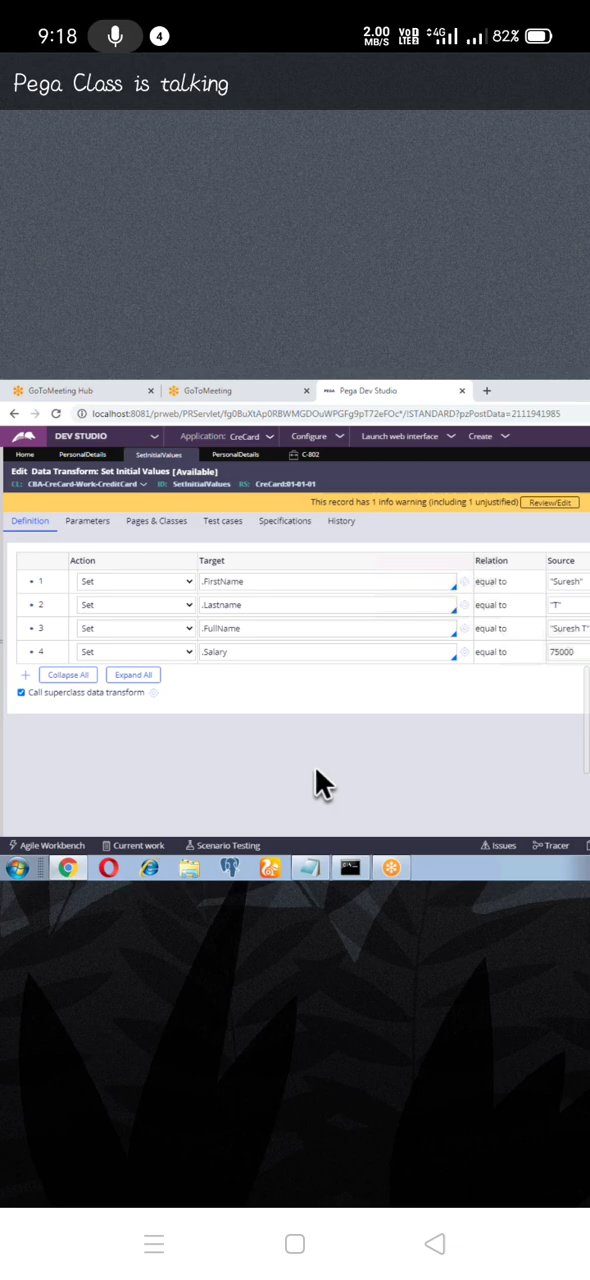 9:18 4 2.00 MB/S VoD LTED 4G 82%
Pega Class is talking
GoToMeeting Hub GoToMeeting PEGA Pega Dev Studio
localhost:8081/prweb/PRServlet/fg0BuXtAp0RBWMGDOuWPGFg9pT72eFOc*/!STANDARD?pzPostData=2111941985
DEV STUDIO Application: CreCard Configure Launch web interface Create
Home PersonalDetails SetInitialValues PersonalDetails C-802
Edit Data Transform: Set Initial Values [Available]
CL: CBA-CreCard-Work-CreditCard ID: SetInitialValues RS: CreCard:01-01-01
This record has 1 info warning (including 1 unjustified) Review/Edit
Definition Parameters Pages & Classes Test cases Specifications History
Action Target Relation Source
1 Set .FirstName equal to "Suresh"
2 Set .Lastname equal to "T"
3 Set .FullName equal to "Suresh T"
4 Set .Salary equal to 75000
+ Collapse All Expand All
Call superclass data transform
Agile Workbench Current work Scenario Testing Issues Tracer